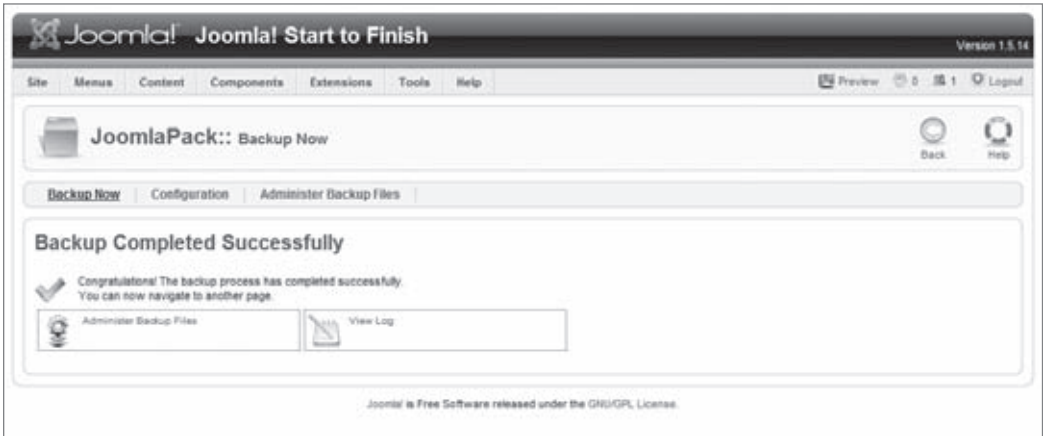 Joomla! Joomla! Start to Finish
Version 1.5.14
Site Menus Content Components Extensions Tools Help Preview 0 1 Logout
JoomlaPack:: Backup Now
Back Help
Backup Now Configuration Administer Backup Files
Backup Completed Successfully
Congratulations! The backup process has completed successfully.
You can now navigate to another page.
Administer Backup Files View Log
Joomla! is Free Software released under the GNU/GPL License.